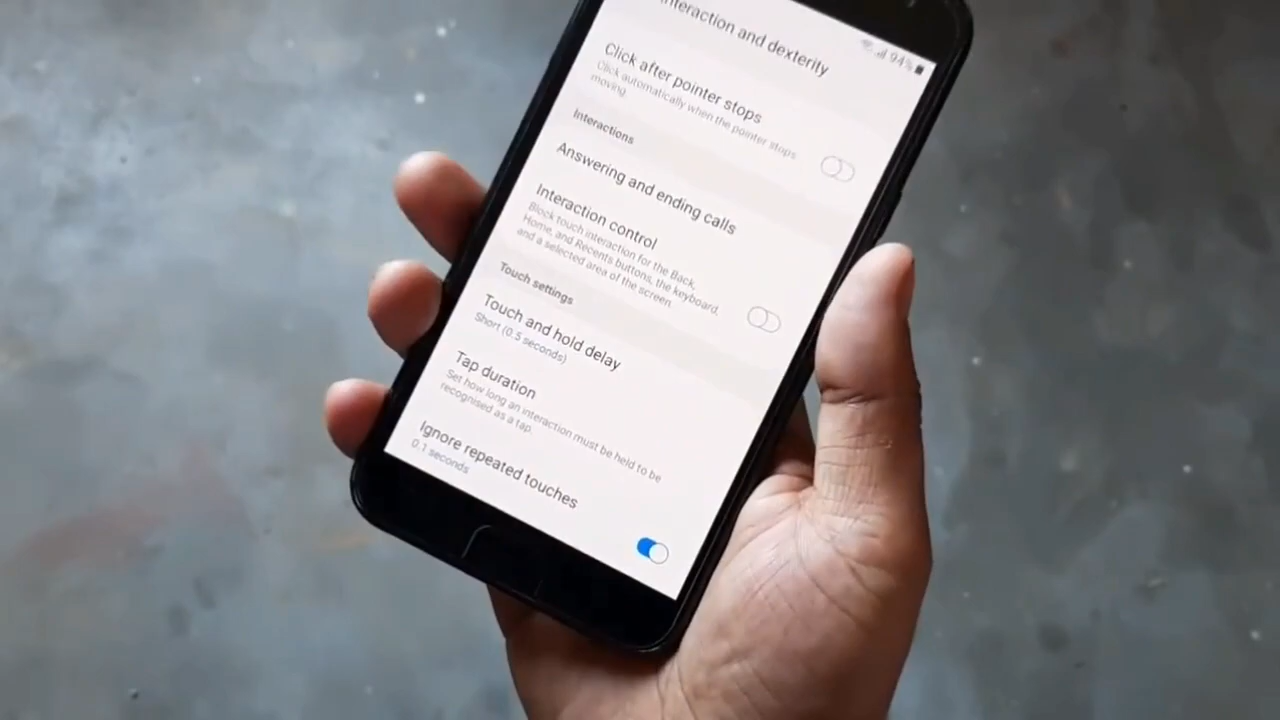 Interaction and dexterity
94%
Click after pointer stops
Click automatically when the pointer stops
moving.
Interactions
Answering and ending calls
Interaction control
Block touch interaction for the Back,
Home, and Recents buttons, the keyboard,
and a selected area of the screen.
Touch settings
Touch and hold delay
Short (0.5 seconds)
Tap duration
Set how long an interaction must be held to be
recognised as a tap.
Ignore repeated touches
0.1 seconds